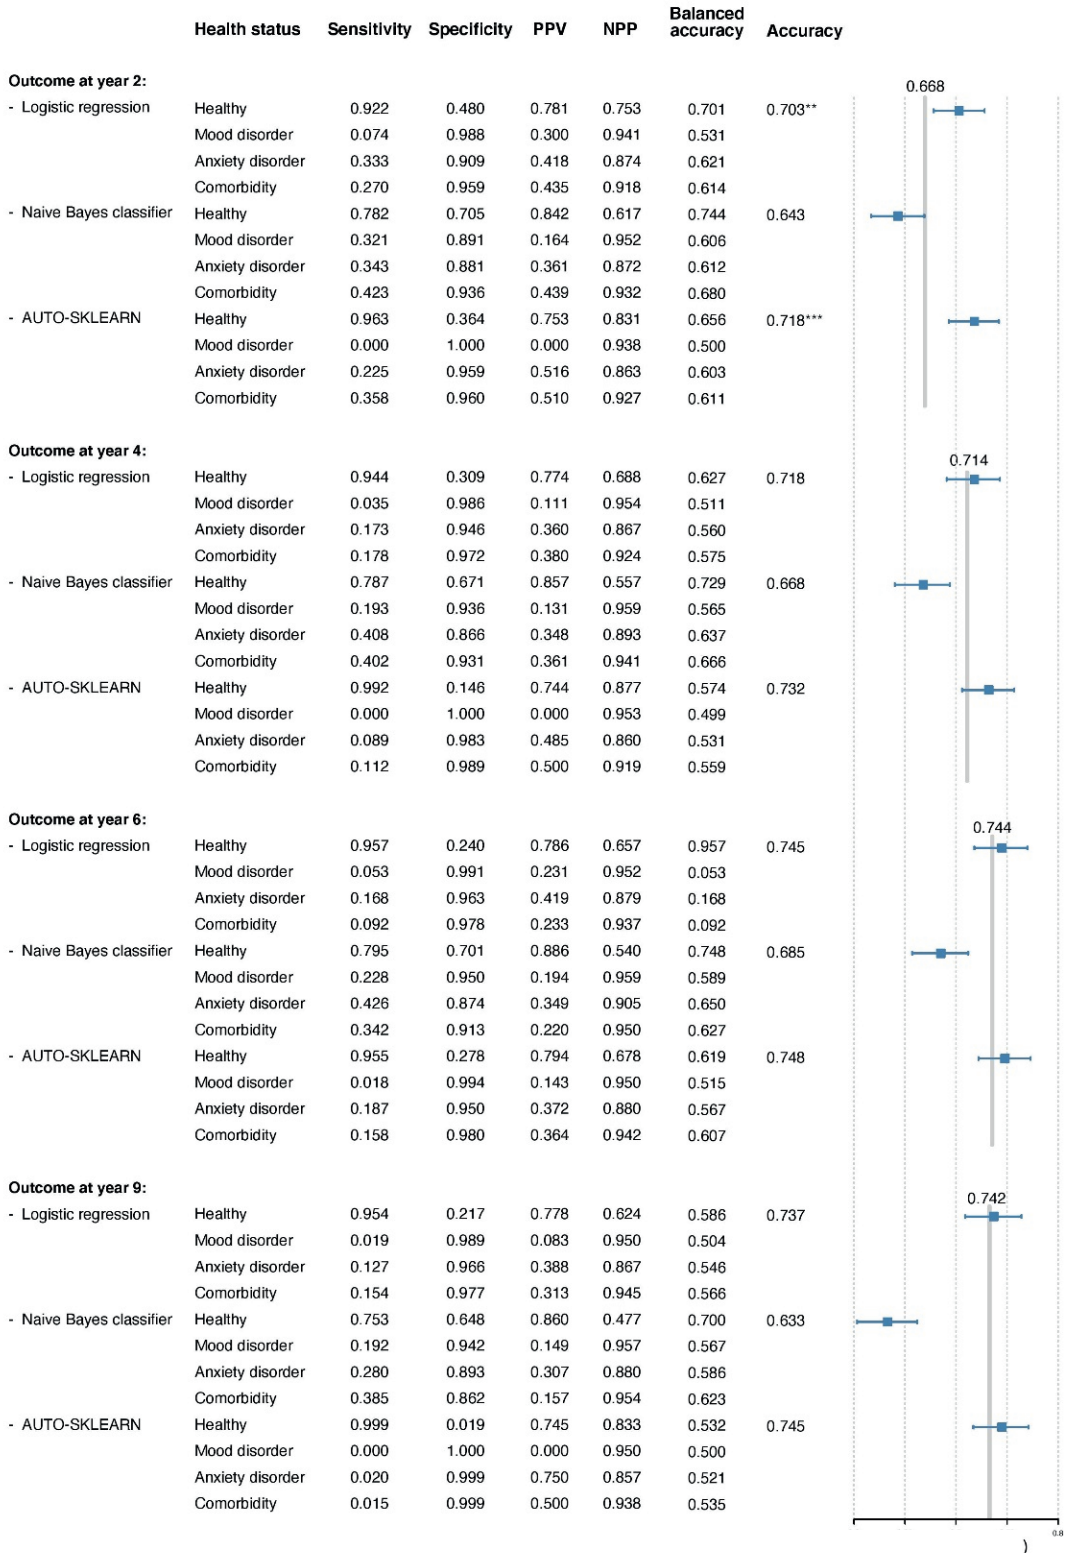 Health status Sensitivity Specificity PPV NPP Balanced accuracy Accuracy
Outcome at year 2:
0.668
- Logistic regression Healthy 0.922 0.480 0.781 0.753 0.701 0.703**
Mood disorder 0.074 0.988 0.300 0.941 0.531
Anxiety disorder 0.333 0.909 0.418 0.874 0.621
Comorbidity 0.270 0.959 0.435 0.918 0.614
- Naive Bayes classifier Healthy 0.782 0.705 0.842 0.617 0.744 0.643
Mood disorder 0.321 0.891 0.164 0.952 0.606
Anxiety disorder 0.343 0.881 0.361 0.872 0.612
Comorbidity 0.423 0.936 0.439 0.932 0.680
- AUTO-SKLEARN Healthy 0.963 0.364 0.753 0.831 0.656 0.718***
Mood disorder 0.000 1.000 0.000 0.938 0.500
Anxiety disorder 0.225 0.959 0.516 0.863 0.603
Comorbidity 0.358 0.960 0.510 0.927 0.611
Outcome at year 4:
0.714
- Logistic regression Healthy 0.944 0.309 0.774 0.688 0.627 0.718
Mood disorder 0.035 0.986 0.111 0.954 0.511
Anxiety disorder 0.173 0.946 0.360 0.867 0.560
Comorbidity 0.178 0.972 0.380 0.924 0.575
- Naive Bayes classifier Healthy 0.787 0.671 0.857 0.557 0.729 0.668
Mood disorder 0.193 0.936 0.131 0.959 0.565
Anxiety disorder 0.408 0.866 0.348 0.893 0.637
Comorbidity 0.402 0.931 0.361 0.941 0.666
- AUTO-SKLEARN Healthy 0.992 0.146 0.744 0.877 0.574 0.732
Mood disorder 0.000 1.000 0.000 0.953 0.499
Anxiety disorder 0.089 0.983 0.485 0.860 0.531
Comorbidity 0.112 0.989 0.500 0.919 0.559
Outcome at year 6:
0.744
- Logistic regression Healthy 0.957 0.240 0.786 0.657 0.957 0.745
Mood disorder 0.053 0.991 0.231 0.952 0.053
Anxiety disorder 0.168 0.963 0.419 0.879 0.168
Comorbidity 0.092 0.978 0.233 0.937 0.092
- Naive Bayes classifier Healthy 0.795 0.701 0.886 0.540 0.748 0.685
Mood disorder 0.228 0.950 0.194 0.959 0.589
Anxiety disorder 0.426 0.874 0.349 0.905 0.650
Comorbidity 0.342 0.913 0.220 0.950 0.627
- AUTO-SKLEARN Healthy 0.955 0.278 0.794 0.678 0.619 0.748
Mood disorder 0.018 0.994 0.143 0.950 0.515
Anxiety disorder 0.187 0.950 0.372 0.880 0.567
Comorbidity 0.158 0.980 0.364 0.942 0.607
Outcome at year 9:
0.742
- Logistic regression Healthy 0.954 0.217 0.778 0.624 0.586 0.737
Mood disorder 0.019 0.989 0.083 0.950 0.504
Anxiety disorder 0.127 0.966 0.388 0.867 0.546
Comorbidity 0.154 0.977 0.313 0.945 0.566
- Naive Bayes classifier Healthy 0.753 0.648 0.860 0.477 0.700 0.633
Mood disorder 0.192 0.942 0.149 0.957 0.567
Anxiety disorder 0.280 0.893 0.307 0.880 0.586
Comorbidity 0.385 0.862 0.157 0.954 0.623
- AUTO-SKLEARN Healthy 0.999 0.019 0.745 0.833 0.532 0.745
Mood disorder 0.000 1.000 0.000 0.950 0.500
Anxiety disorder 0.020 0.999 0.750 0.857 0.521
Comorbidity 0.015 0.999 0.500 0.938 0.535
0.8
)